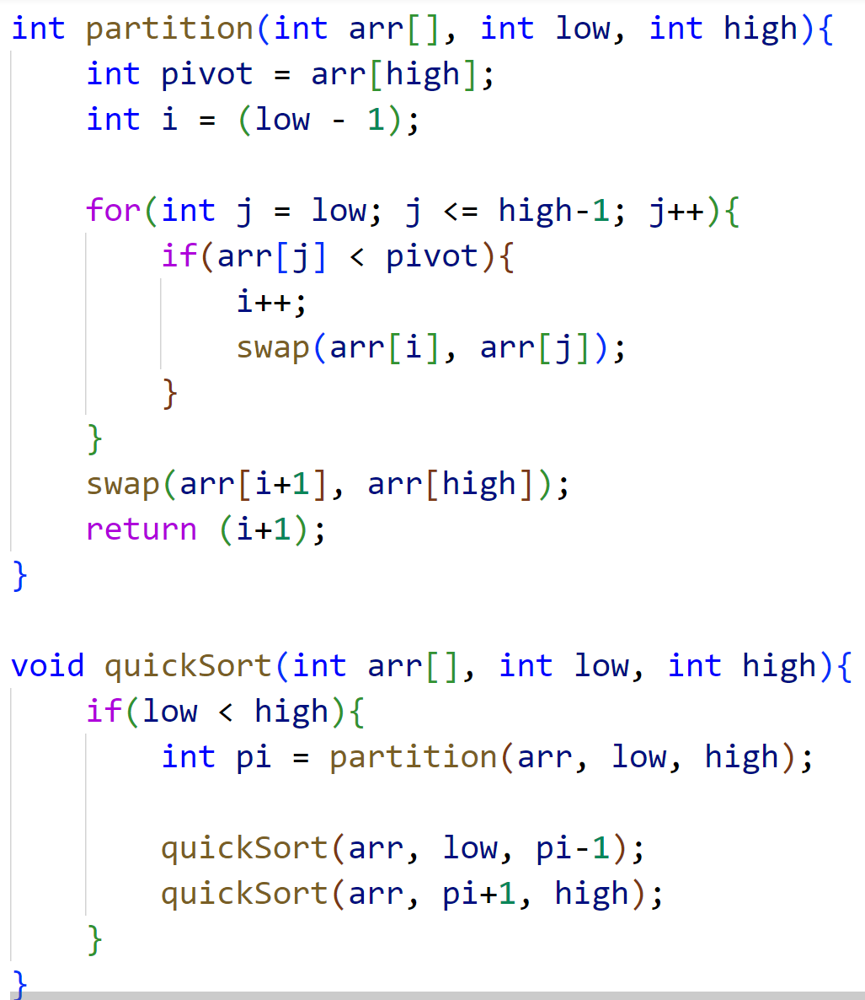 int partition(int arr[], int low, int high){
    int pivot = arr[high];
    int i = (low - 1);

    for(int j = low; j <= high-1; j++){
        if(arr[j] < pivot){
            i++;
            swap(arr[i], arr[j]);
        }
    }
    swap(arr[i+1], arr[high]);
    return (i+1);
}

void quickSort(int arr[], int low, int high){
    if(low < high){
        int pi = partition(arr, low, high);

        quickSort(arr, low, pi-1);
        quickSort(arr, pi+1, high);
    }
}